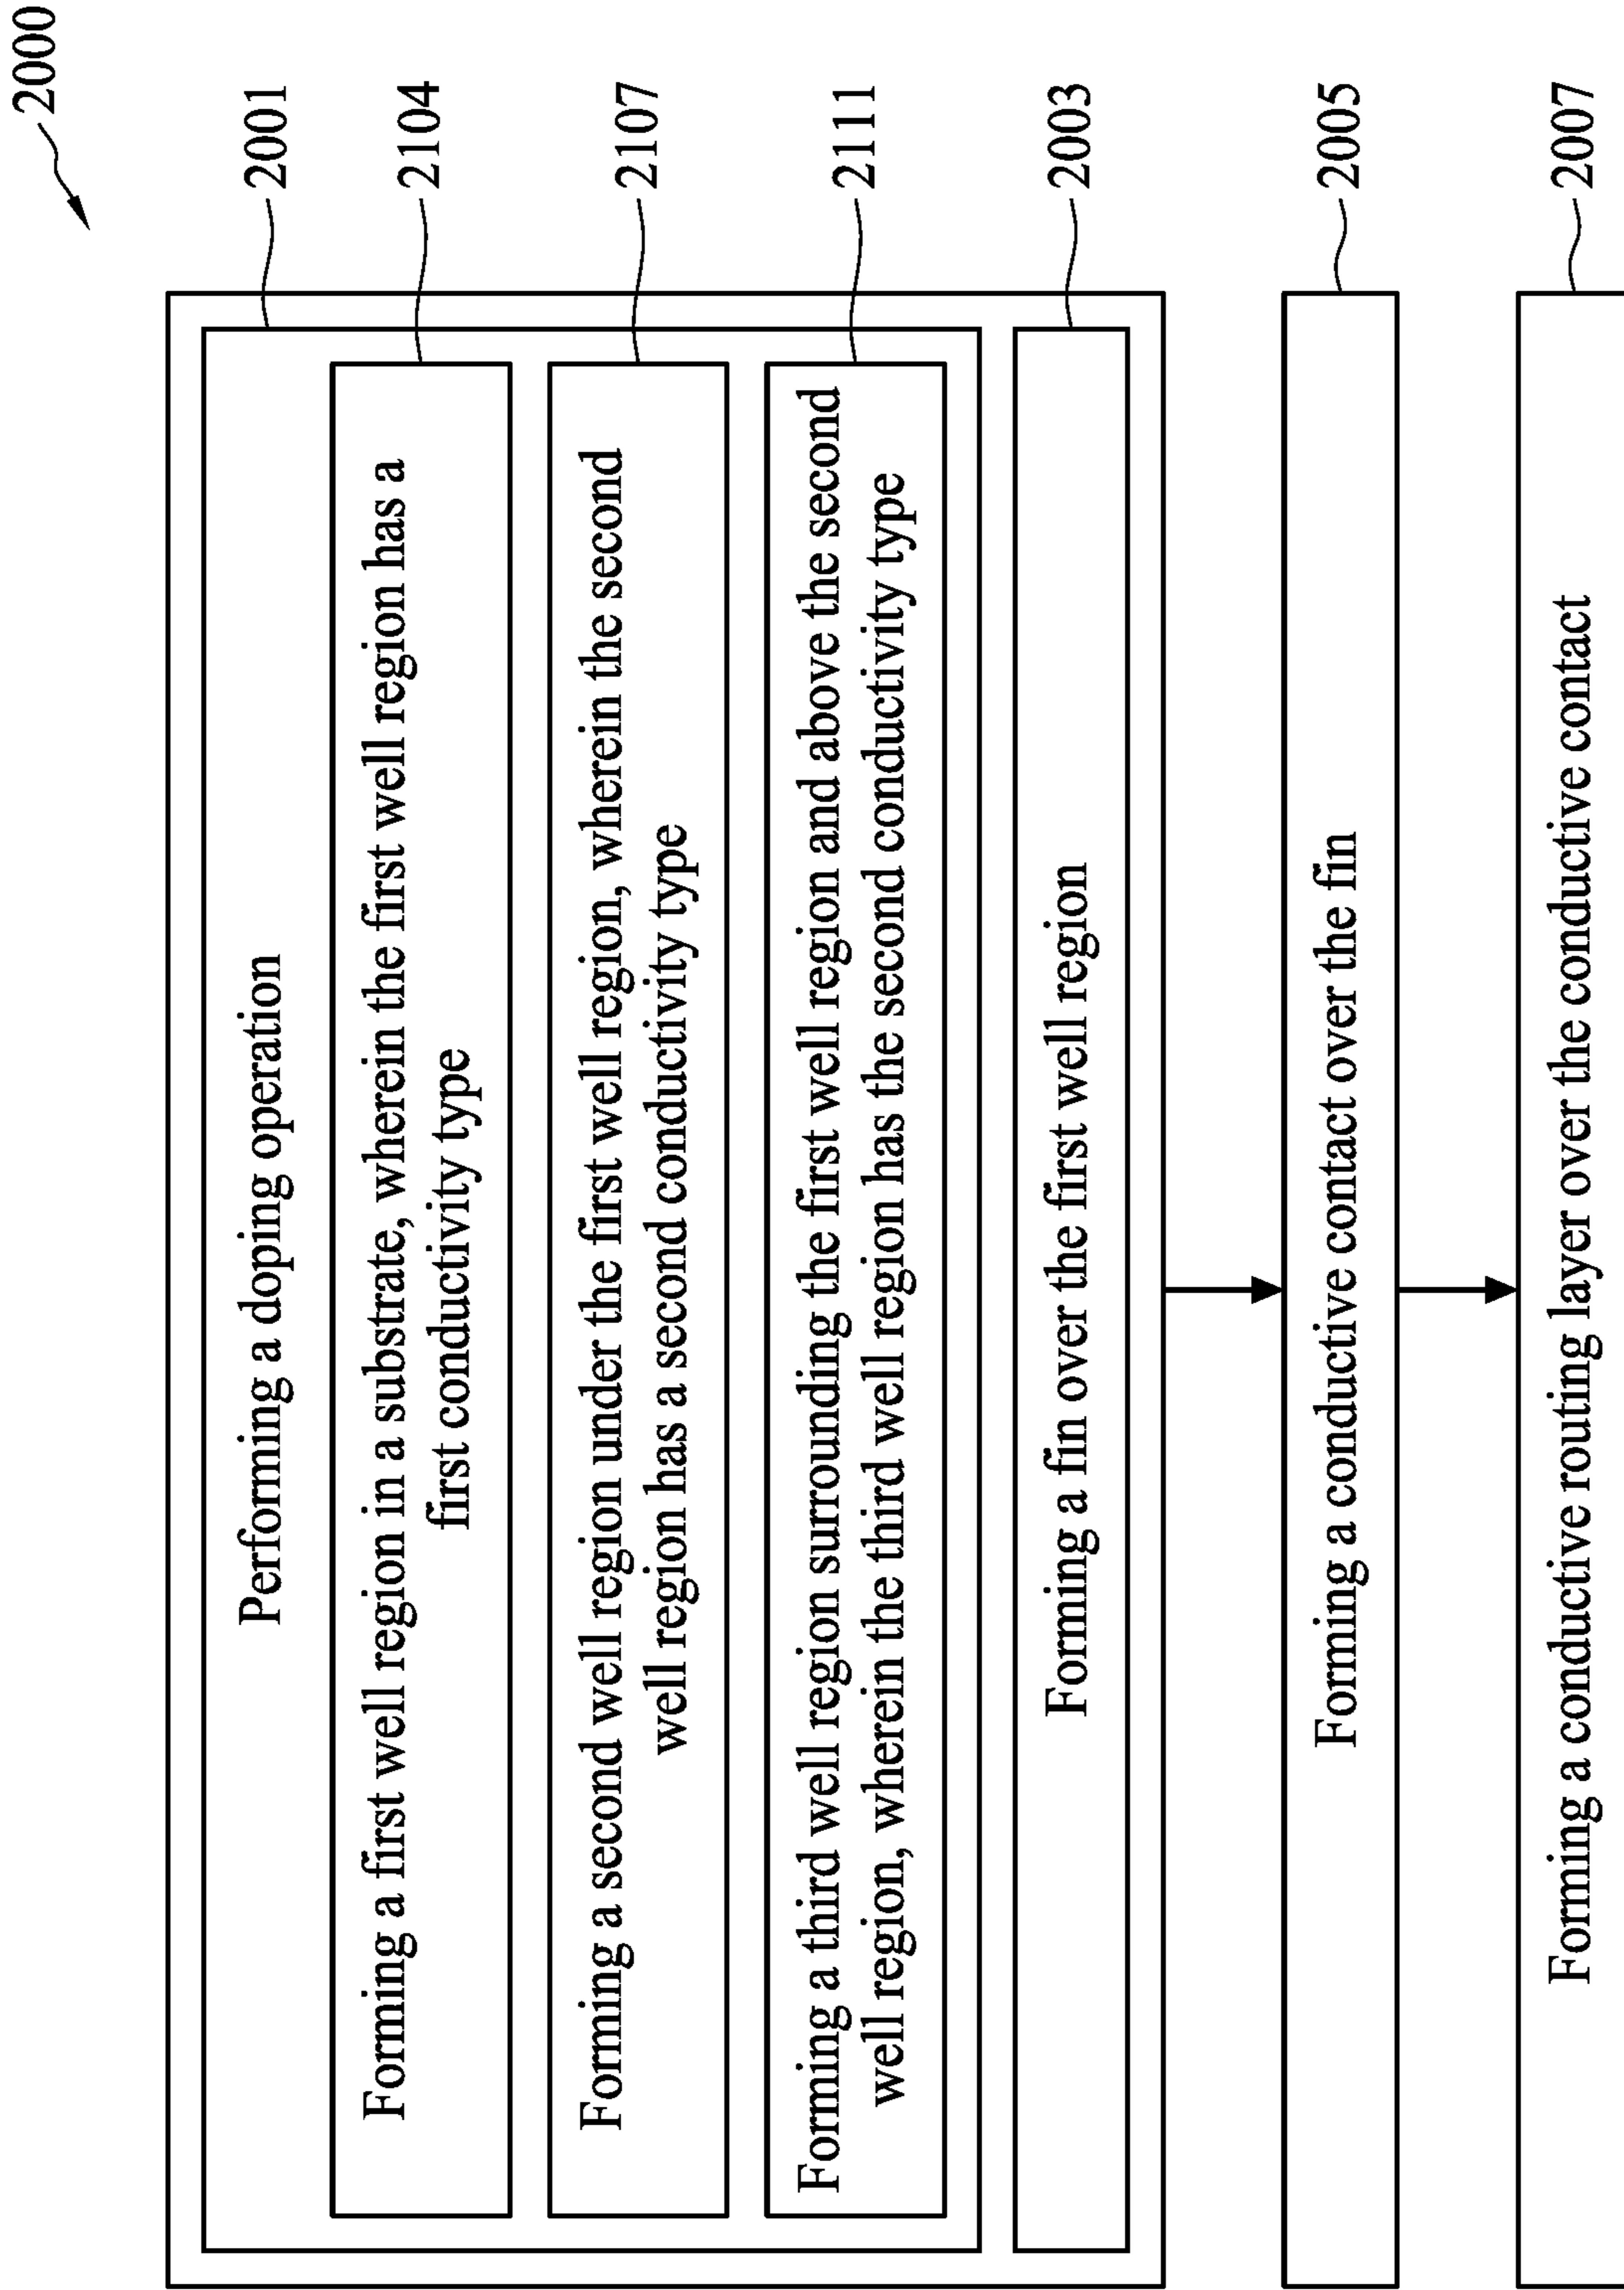 2000
2001
Performing a doping operation
2104
Forming a first well region in a substrate, wherein the first well region has a
first conductivity type
2107
Forming a second well region under the first well region, wherein the second
well region has a second conductivity type
2111
Forming a third well region surrounding the first well region and above the second
well region, wherein the third well region has the second conductivity type
2003
Forming a fin over the first well region
2005
Forming a conductive contact over the fin
2007
Forming a conductive routing layer over the conductive contact